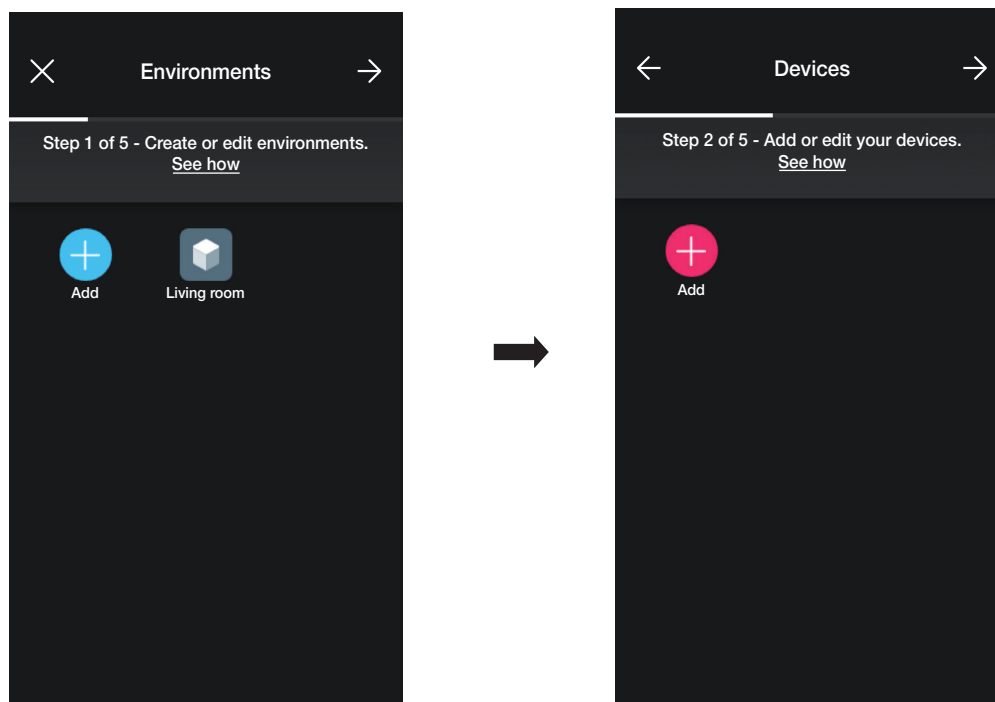 Environments
Step 1 of 5 - Create or edit environments.
See how
Add
Living room
Devices
Step 2 of 5 - Add or edit your devices.
See how
Add